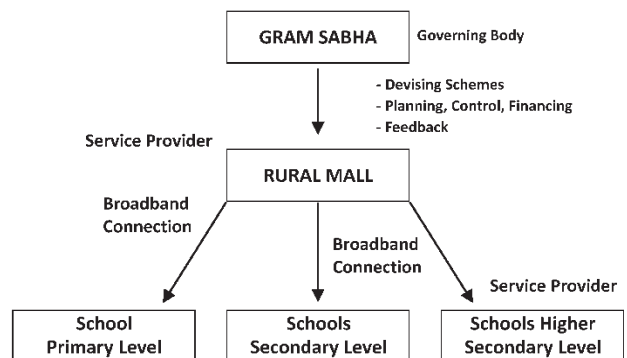 GRAM SABHA
Governing Body
- Devising Schemes
- Planning, Control, Financing
- Feedback
Service Provider
RURAL MALL
Broadband
Connection
Broadband
Connection
Service Provider
School
Primary Level
Schools
Secondary Level
Schools Higher
Secondary Level